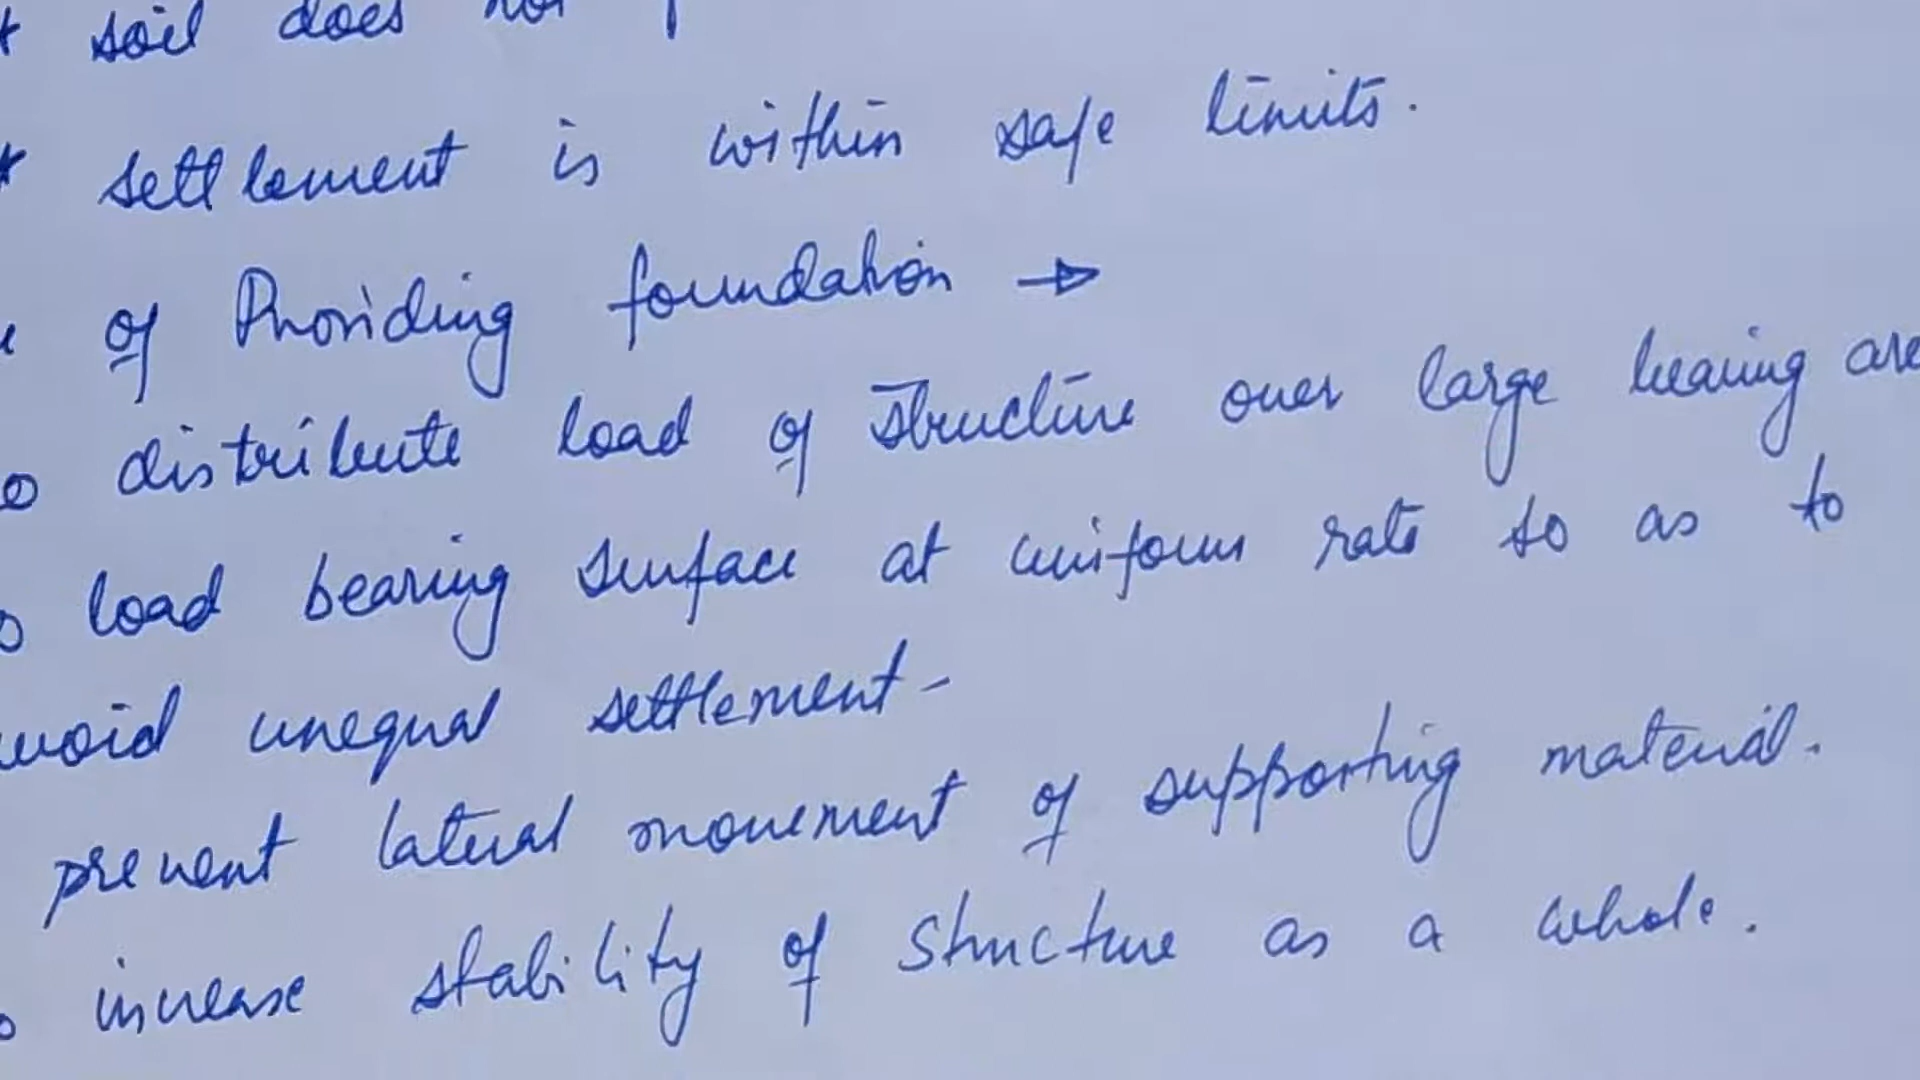 * soil does not
* settlement is within safe limits.
of Providing foundation →
distribute load of structure over large bearing
load bearing surface at uniform rate so as to
avoid unequal settlement -
prevent lateral movement of supporting material.
increase stability of structure as a whole.